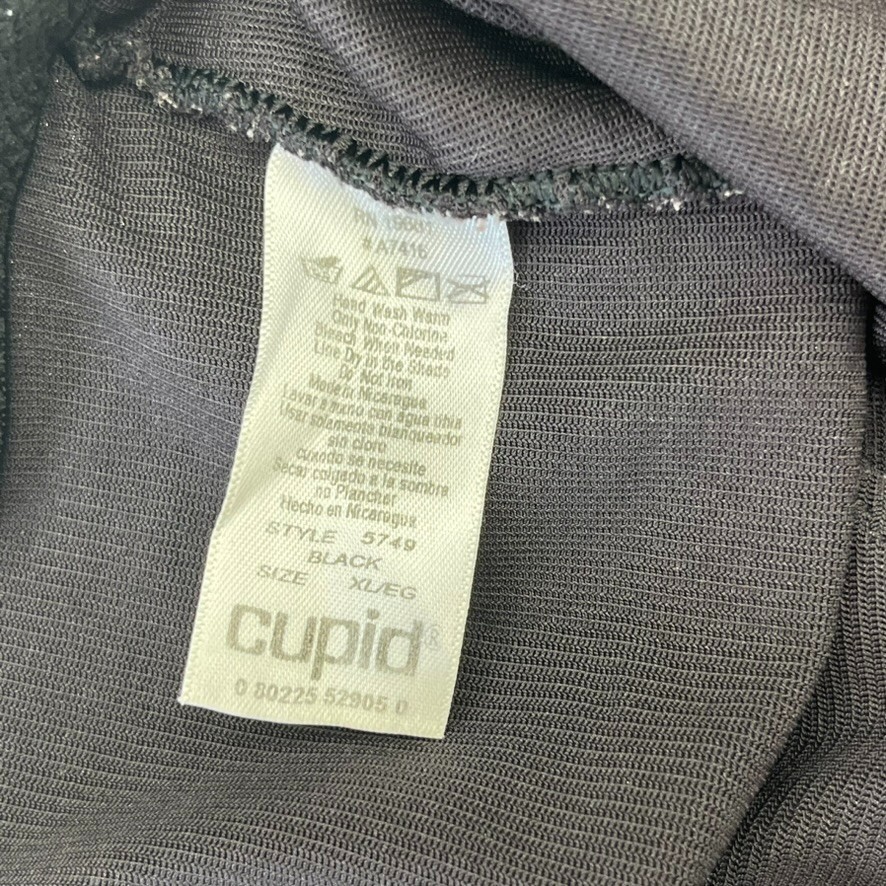 # A7416
Hand Wash Warm
Only Non-Chlorine
Bleach When Needed
Line Dry in the Shade
Do Not Iron
Made in Nicaragua
Lavar a mano con agua tibia
Usar solamente blanqueador
sin cloro
cuando se necesite
Secar colgado a la sombra
no Planchar
Hecho en Nicaragua
STYLE 5749
BLACK
SIZE XL/EG
cupid®
0 80225 52905 0